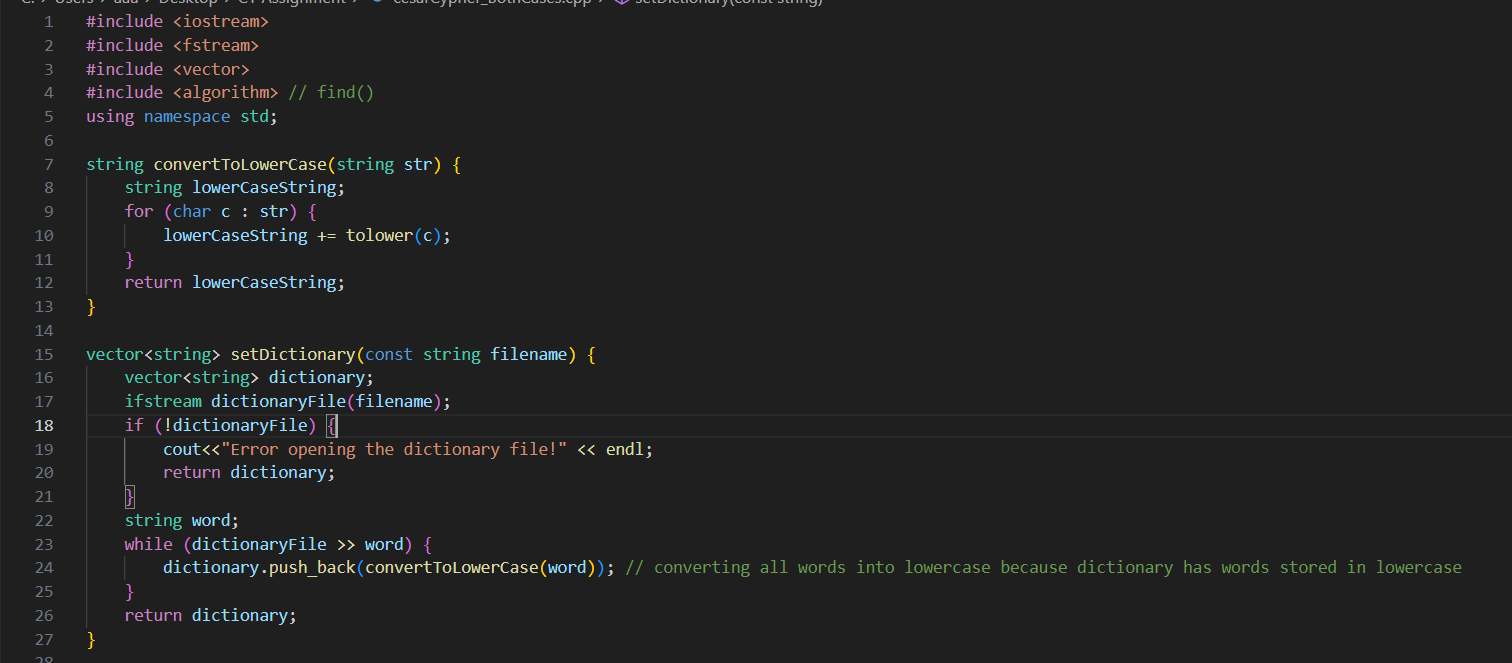 C: > Users > > Desktop > CT Assignment > cesarCypher_BothCases.cpp > setDictionary(const string)
1 #include <iostream>
2 #include <fstream>
3 #include <vector>
4 #include <algorithm> // find()
5 using namespace std;
6
7 string convertToLowerCase(string str) {
8 string lowerCaseString;
9 for (char c : str) {
10 lowerCaseString += tolower(c);
11 }
12 return lowerCaseString;
13 }
14
15 vector<string> setDictionary(const string filename) {
16 vector<string> dictionary;
17 ifstream dictionaryFile(filename);
18 if (!dictionaryFile) {
19 cout<<"Error opening the dictionary file!" << endl;
20 return dictionary;
21 }
22 string word;
23 while (dictionaryFile >> word) {
24 dictionary.push_back(convertToLowerCase(word)); // converting all words into lowercase because dictionary has words stored in lowercase
25 }
26 return dictionary;
27 }
28